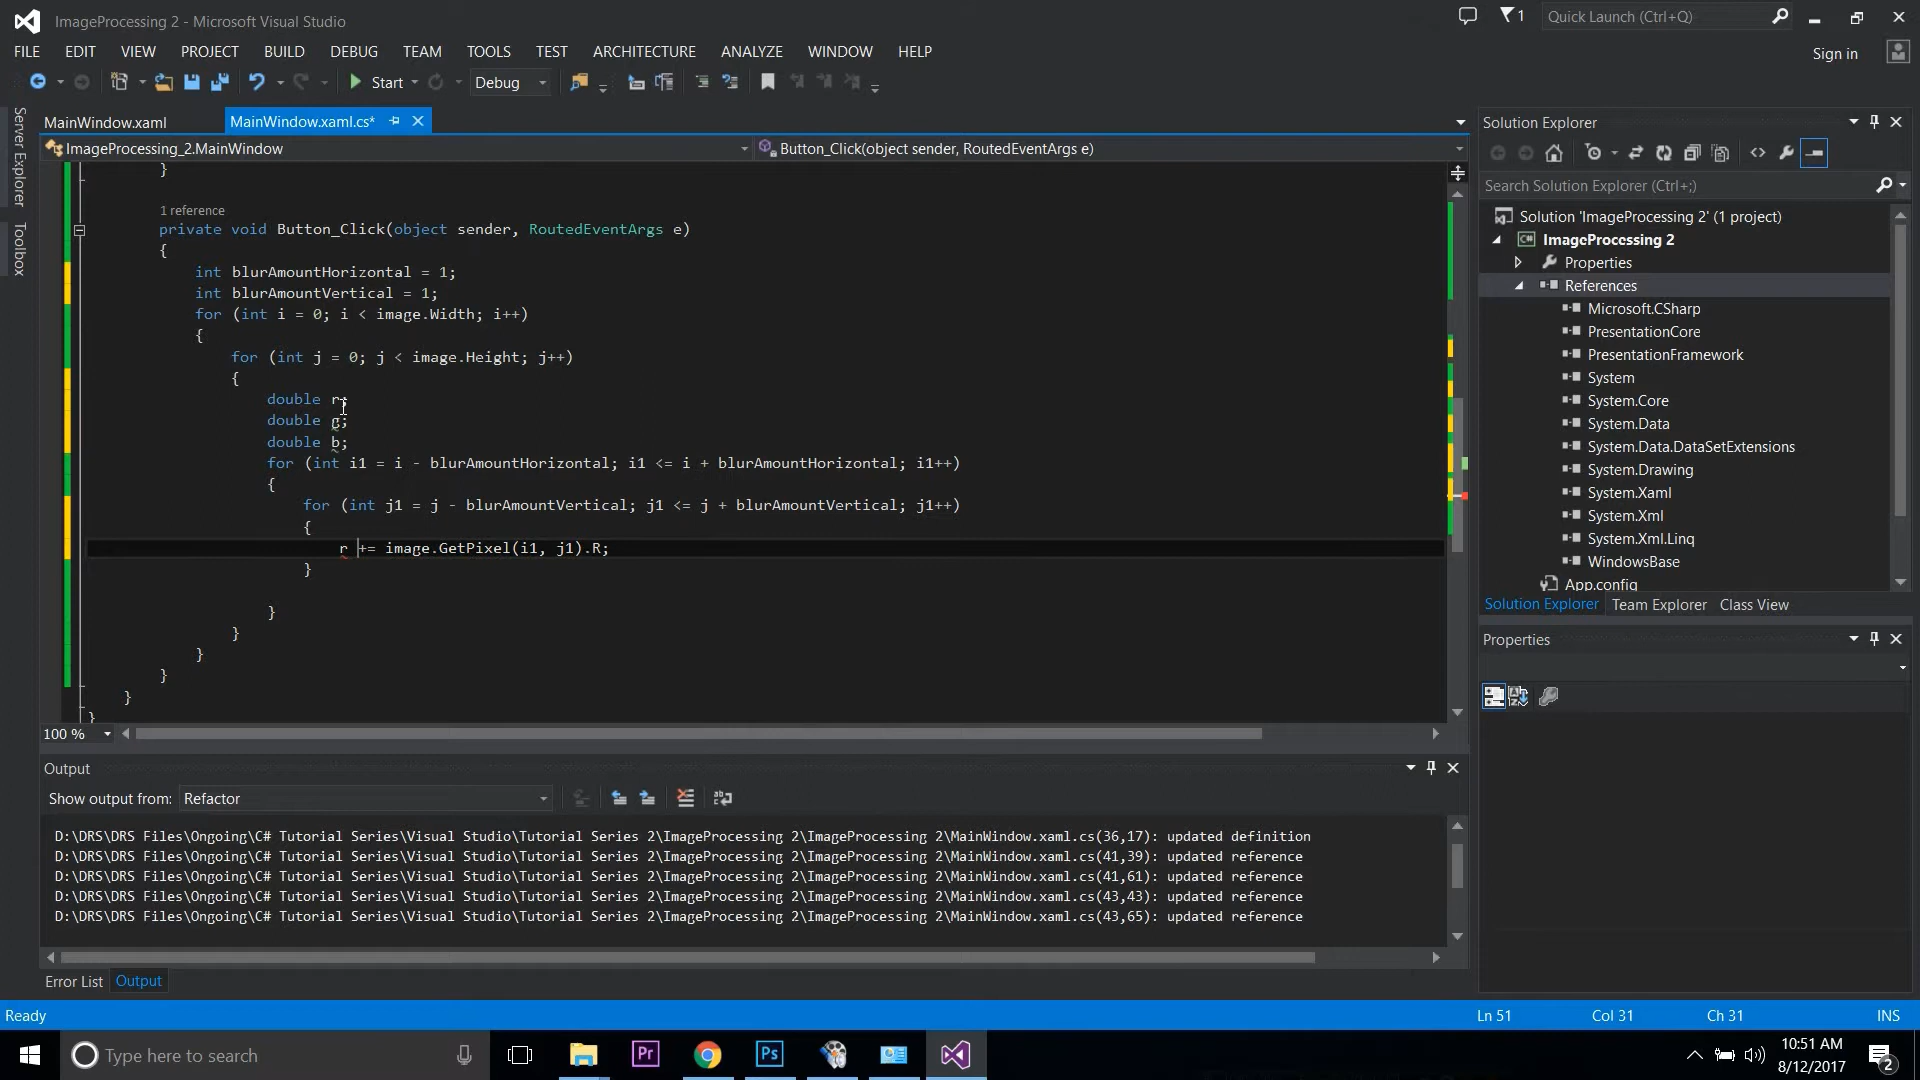 ImageProcessing 2 - Microsoft Visual Studio
1
Quick Launch (Ctrl+Q)
FILE EDIT VIEW PROJECT BUILD DEBUG TEAM TOOLS TEST ARCHITECTURE ANALYZE WINDOW HELP
Sign in
Start Debug
Server Explorer
Toolbox
MainWindow.xaml MainWindow.xaml.cs*
ImageProcessing_2.MainWindow Button_Click(object sender, RoutedEventArgs e)
}
1 reference
private void Button_Click(object sender, RoutedEventArgs e)
{
int blurAmountHorizontal = 1;
int blurAmountVertical = 1;
for (int i = 0; i < image.Width; i++)
{
for (int j = 0; j < image.Height; j++)
{
double r;
double g;
double b;
for (int i1 = i - blurAmountHorizontal; i1 <= i + blurAmountHorizontal; i1++)
{
for (int j1 = j - blurAmountVertical; j1 <= j + blurAmountVertical; j1++)
{
r += image.GetPixel(i1, j1).R;
}
}
}
}
}
}
}
100 %
Output
Show output from: Refactor
D:\DRS\DRS Files\Ongoing\C# Tutorial Series\Visual Studio\Tutorial Series 2\ImageProcessing 2\ImageProcessing 2\MainWindow.xaml.cs(36,17): updated definition
D:\DRS\DRS Files\Ongoing\C# Tutorial Series\Visual Studio\Tutorial Series 2\ImageProcessing 2\ImageProcessing 2\MainWindow.xaml.cs(41,39): updated reference
D:\DRS\DRS Files\Ongoing\C# Tutorial Series\Visual Studio\Tutorial Series 2\ImageProcessing 2\ImageProcessing 2\MainWindow.xaml.cs(41,61): updated reference
D:\DRS\DRS Files\Ongoing\C# Tutorial Series\Visual Studio\Tutorial Series 2\ImageProcessing 2\ImageProcessing 2\MainWindow.xaml.cs(43,43): updated reference
D:\DRS\DRS Files\Ongoing\C# Tutorial Series\Visual Studio\Tutorial Series 2\ImageProcessing 2\ImageProcessing 2\MainWindow.xaml.cs(43,65): updated reference
Error List Output
Solution Explorer
Search Solution Explorer (Ctrl+;)
Solution 'ImageProcessing 2' (1 project)
C# ImageProcessing 2
Properties
References
Microsoft.CSharp
PresentationCore
PresentationFramework
System
System.Core
System.Data
System.Data.DataSetExtensions
System.Drawing
System.Xaml
System.Xml
System.Xml.Linq
WindowsBase
App.config
Solution Explorer Team Explorer Class View
Properties
Ready Ln 51 Col 31 Ch 31 INS
Type here to search
Pr
Ps
10:51 AM
8/12/2017
2